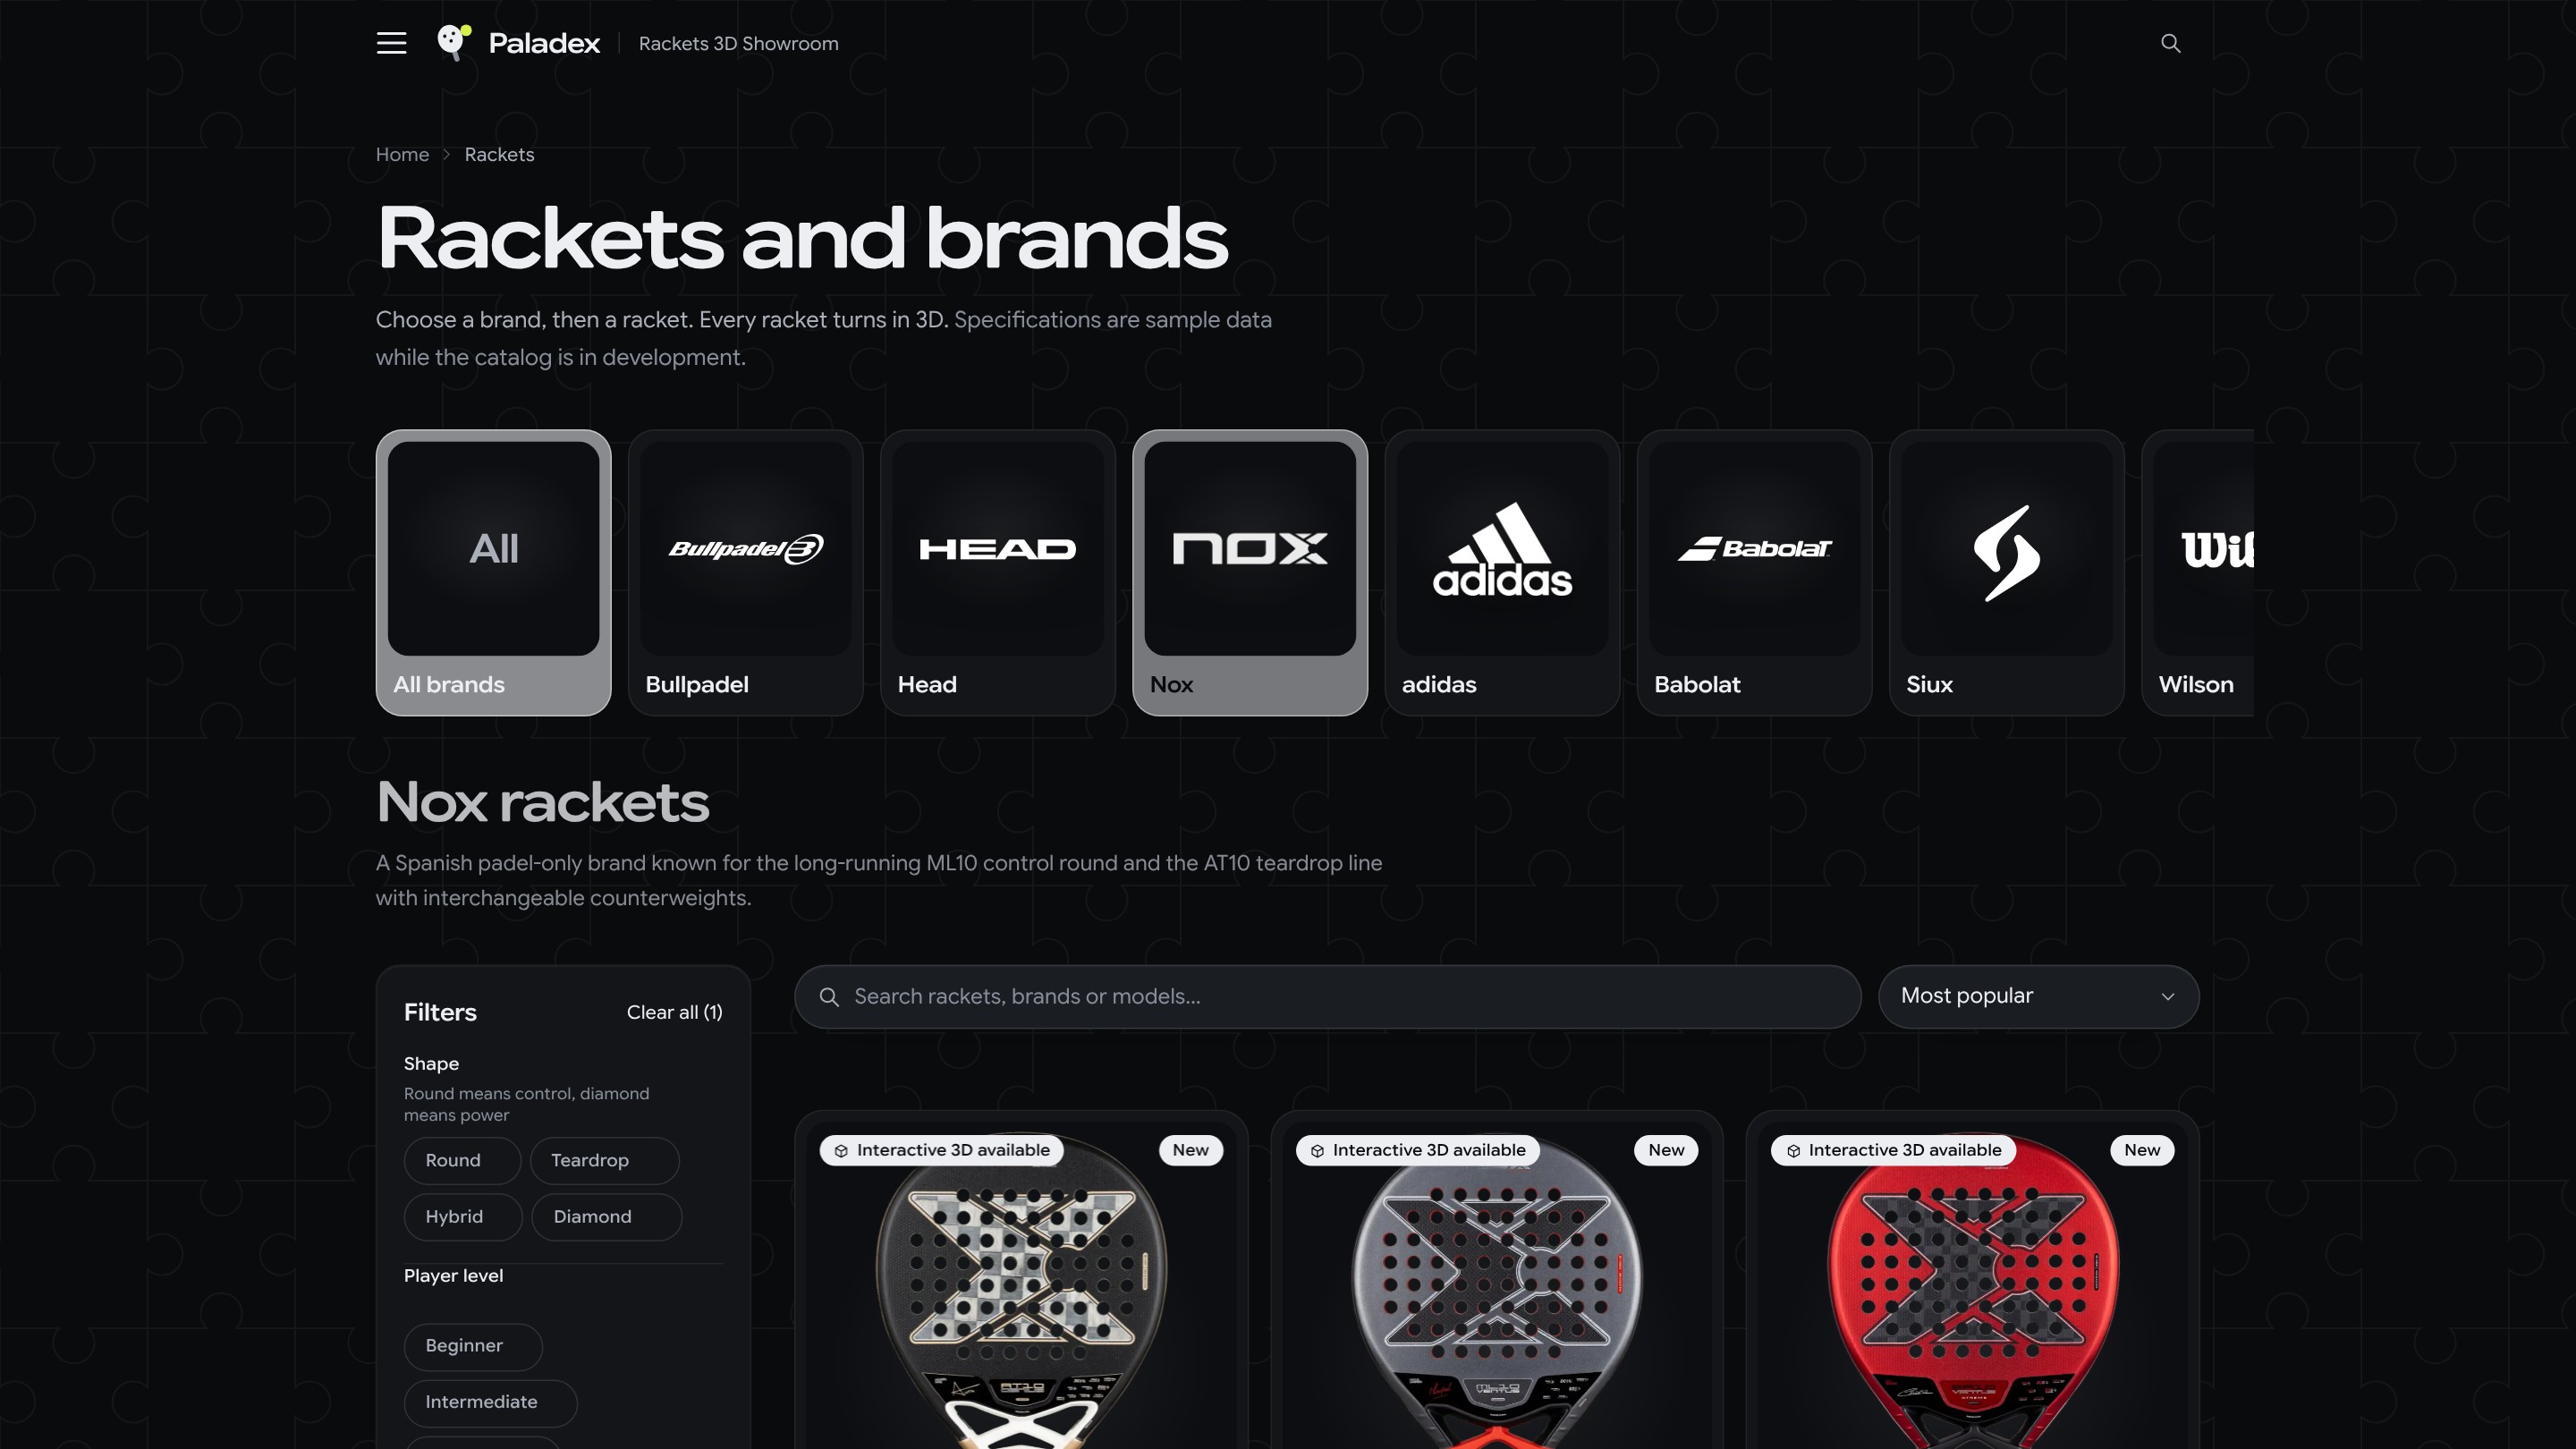 Paladex
Rackets 3D Showroom
Home
Rackets
Rackets and brands
Choose a brand, then a racket. Every racket turns in 3D. Specifications are sample data
while the catalog is in development.
All
Bullpadel
HEAD
nox
adidas
Babolat
All brands
Bullpadel
Head
Nox
adidas
Babolat
Siux
Wilson
Nox rackets
A Spanish padel-only brand known for the long-running ML10 control round and the AT10 teardrop line
with interchangeable counterweights.
Filters
Clear all (1)
Search rackets, brands or models...
Most popular
Shape
Round means control, diamond
means power
Round
Teardrop
Hybrid
Diamond
Player level
Beginner
Intermediate
Interactive 3D available
New
Interactive 3D available
New
Interactive 3D available
New
AT10
ML10
VERTUS